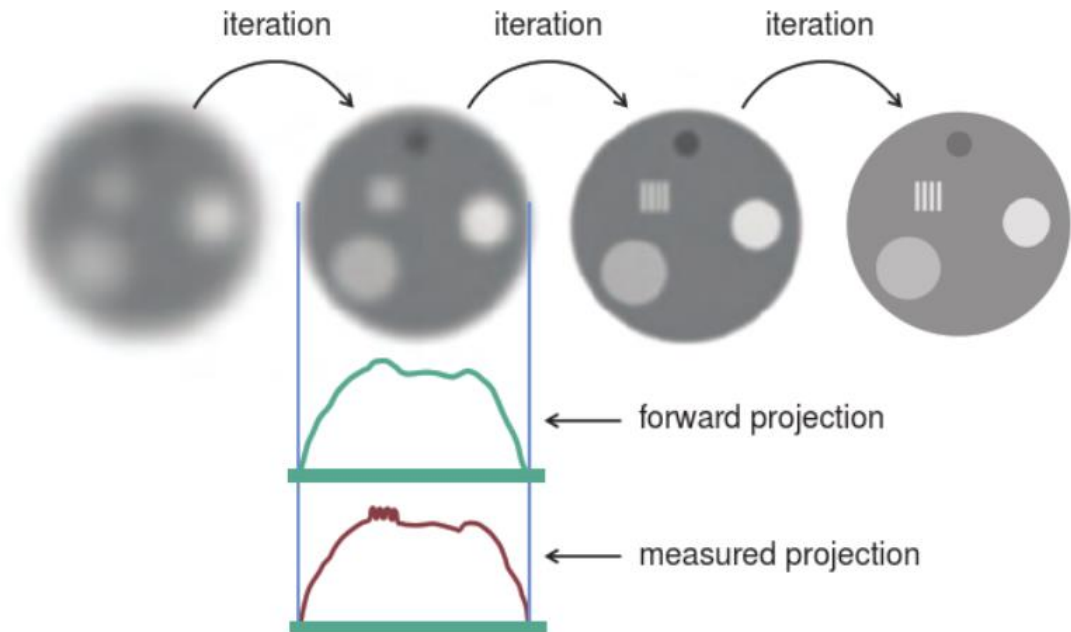 iteration
iteration
iteration
forward projection
measured projection